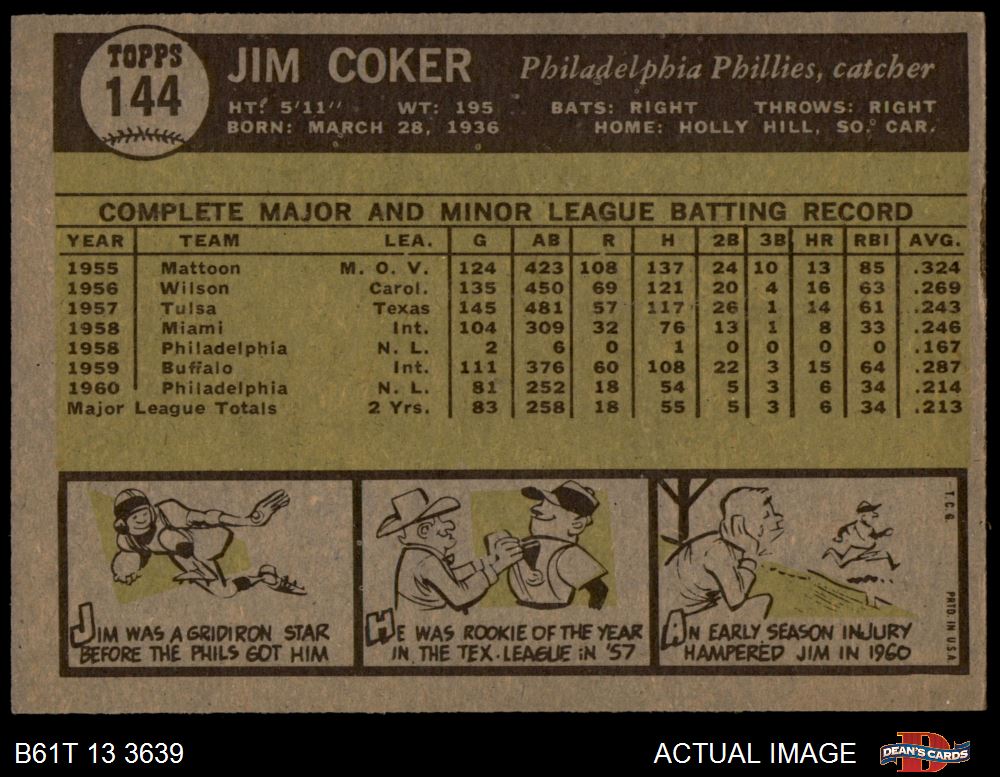 TOPPS
144
JIM COKER Philadelphia Phillies, catcher
HT: 5'11" WT: 195 BATS: RIGHT THROWS: RIGHT
BORN: MARCH 28, 1936 HOME: HOLLY HILL, SO. CAR.
COMPLETE MAJOR AND MINOR LEAGUE BATTING RECORD
YEAR TEAM LEA. G AB R H 2B 3B HR RBI AVG.
1955 Mattoon M. O. V. 124 423 108 137 24 10 13 85 .324
1956 Wilson Carol. 135 450 69 121 20 4 16 63 .269
1957 Tulsa Texas 145 481 57 117 26 1 14 61 .243
1958 Miami Int. 104 309 32 76 13 1 8 33 .246
1958 Philadelphia N. L. 2 6 0 1 0 0 0 0 .167
1959 Buffalo Int. 111 376 60 108 22 3 15 64 .287
1960 Philadelphia N. L. 81 252 18 54 5 3 6 34 .214
Major League Totals 2 Yrs. 83 258 18 55 5 3 6 34 .213
JIM WAS A GRIDIRON STAR
BEFORE THE PHILS GOT HIM
HE WAS ROOKIE OF THE YEAR
IN THE TEX. LEAGUE IN '57
AN EARLY SEASON INJURY
HAMPERED JIM IN 1960
T.C.G.
PRTD IN U.S.A.
B61T 13 3639
ACTUAL IMAGE
D
DEAN'S CARDS